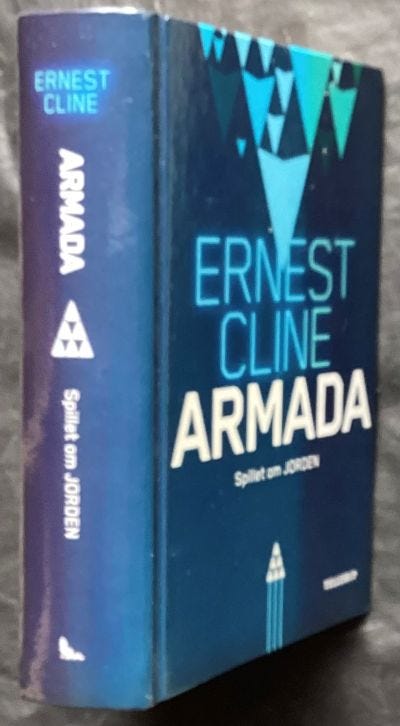 ERNEST
CLINE
ARMADA
Spillet om JORDEN
ERNEST
CLINE
ARMADA
Spillet om JORDEN